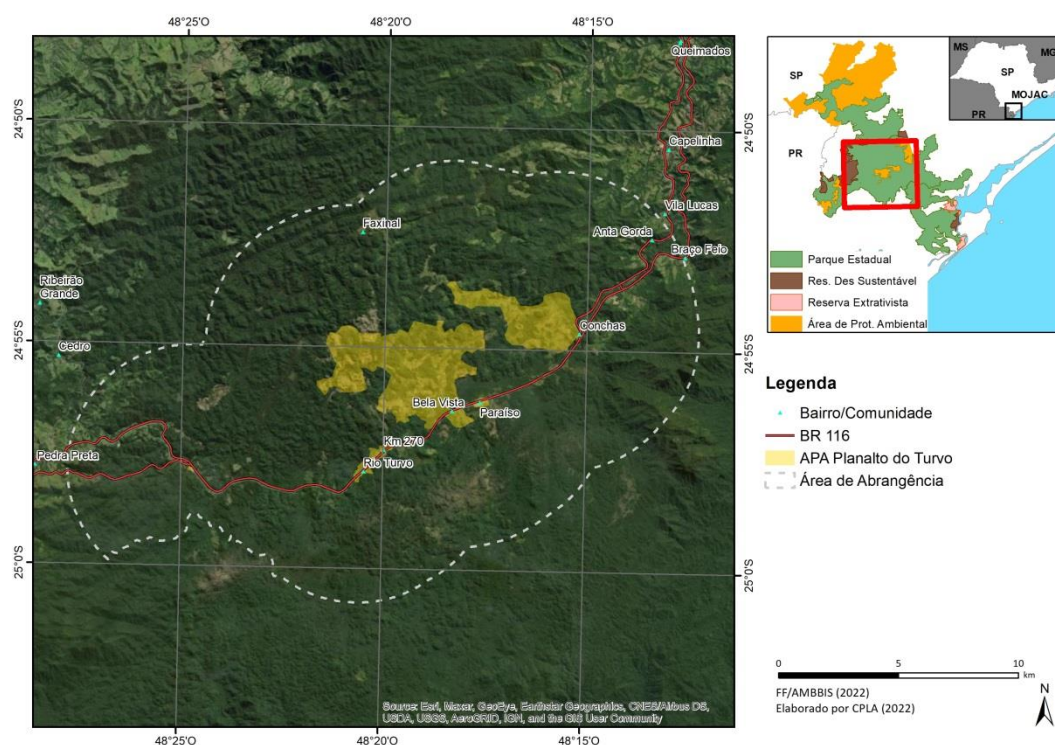 48°25'O
48°20'O
48°15'O
24°50'S
24°50'S
24°55'S
24°55'S
25°0'S
25°0'S
Queimados
Capelinha
Vila Lucas
Anta Gorda
Braço Feio
Faxinal
Ribeirão
Grande
Cedro
Conchas
Bela Vista
Paraíso
Km 270
Rio Turvo
Pedra Preta
Source: Esri, Maxar, GeoEye, Earthstar Geographics, CNES/Airbus DS,
USDA, USGS, AeroGRID, IGN, and the GIS User Community
48°25'O
48°20'O
48°15'O
MS
MG
SP
MOJAC
PR
SP
PR
Parque Estadual
Res. Des Sustentável
Reserva Extrativista
Área de Prot. Ambiental
Legenda
Bairro/Comunidade
BR 116
APA Planalto do Turvo
Área de Abrangência
0 5 10
km
FF/AMBBIS (2022)
Elaborado por CPLA (2022)
N